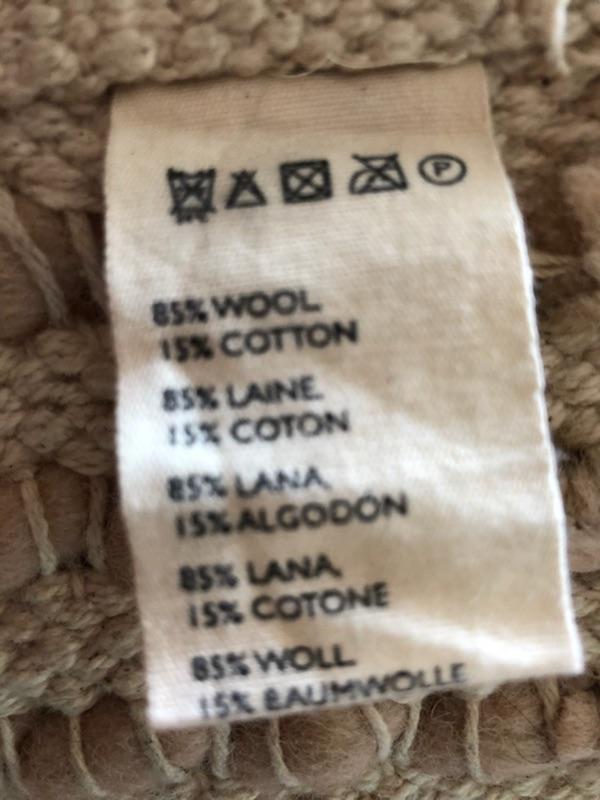 P
85% WOOL
15% COTTON
85% LAINE
15% COTON
85% LANA
15% ALGODÓN
85% LANA
15% COTONE
85% WOLL
15% BAUMWOLLE